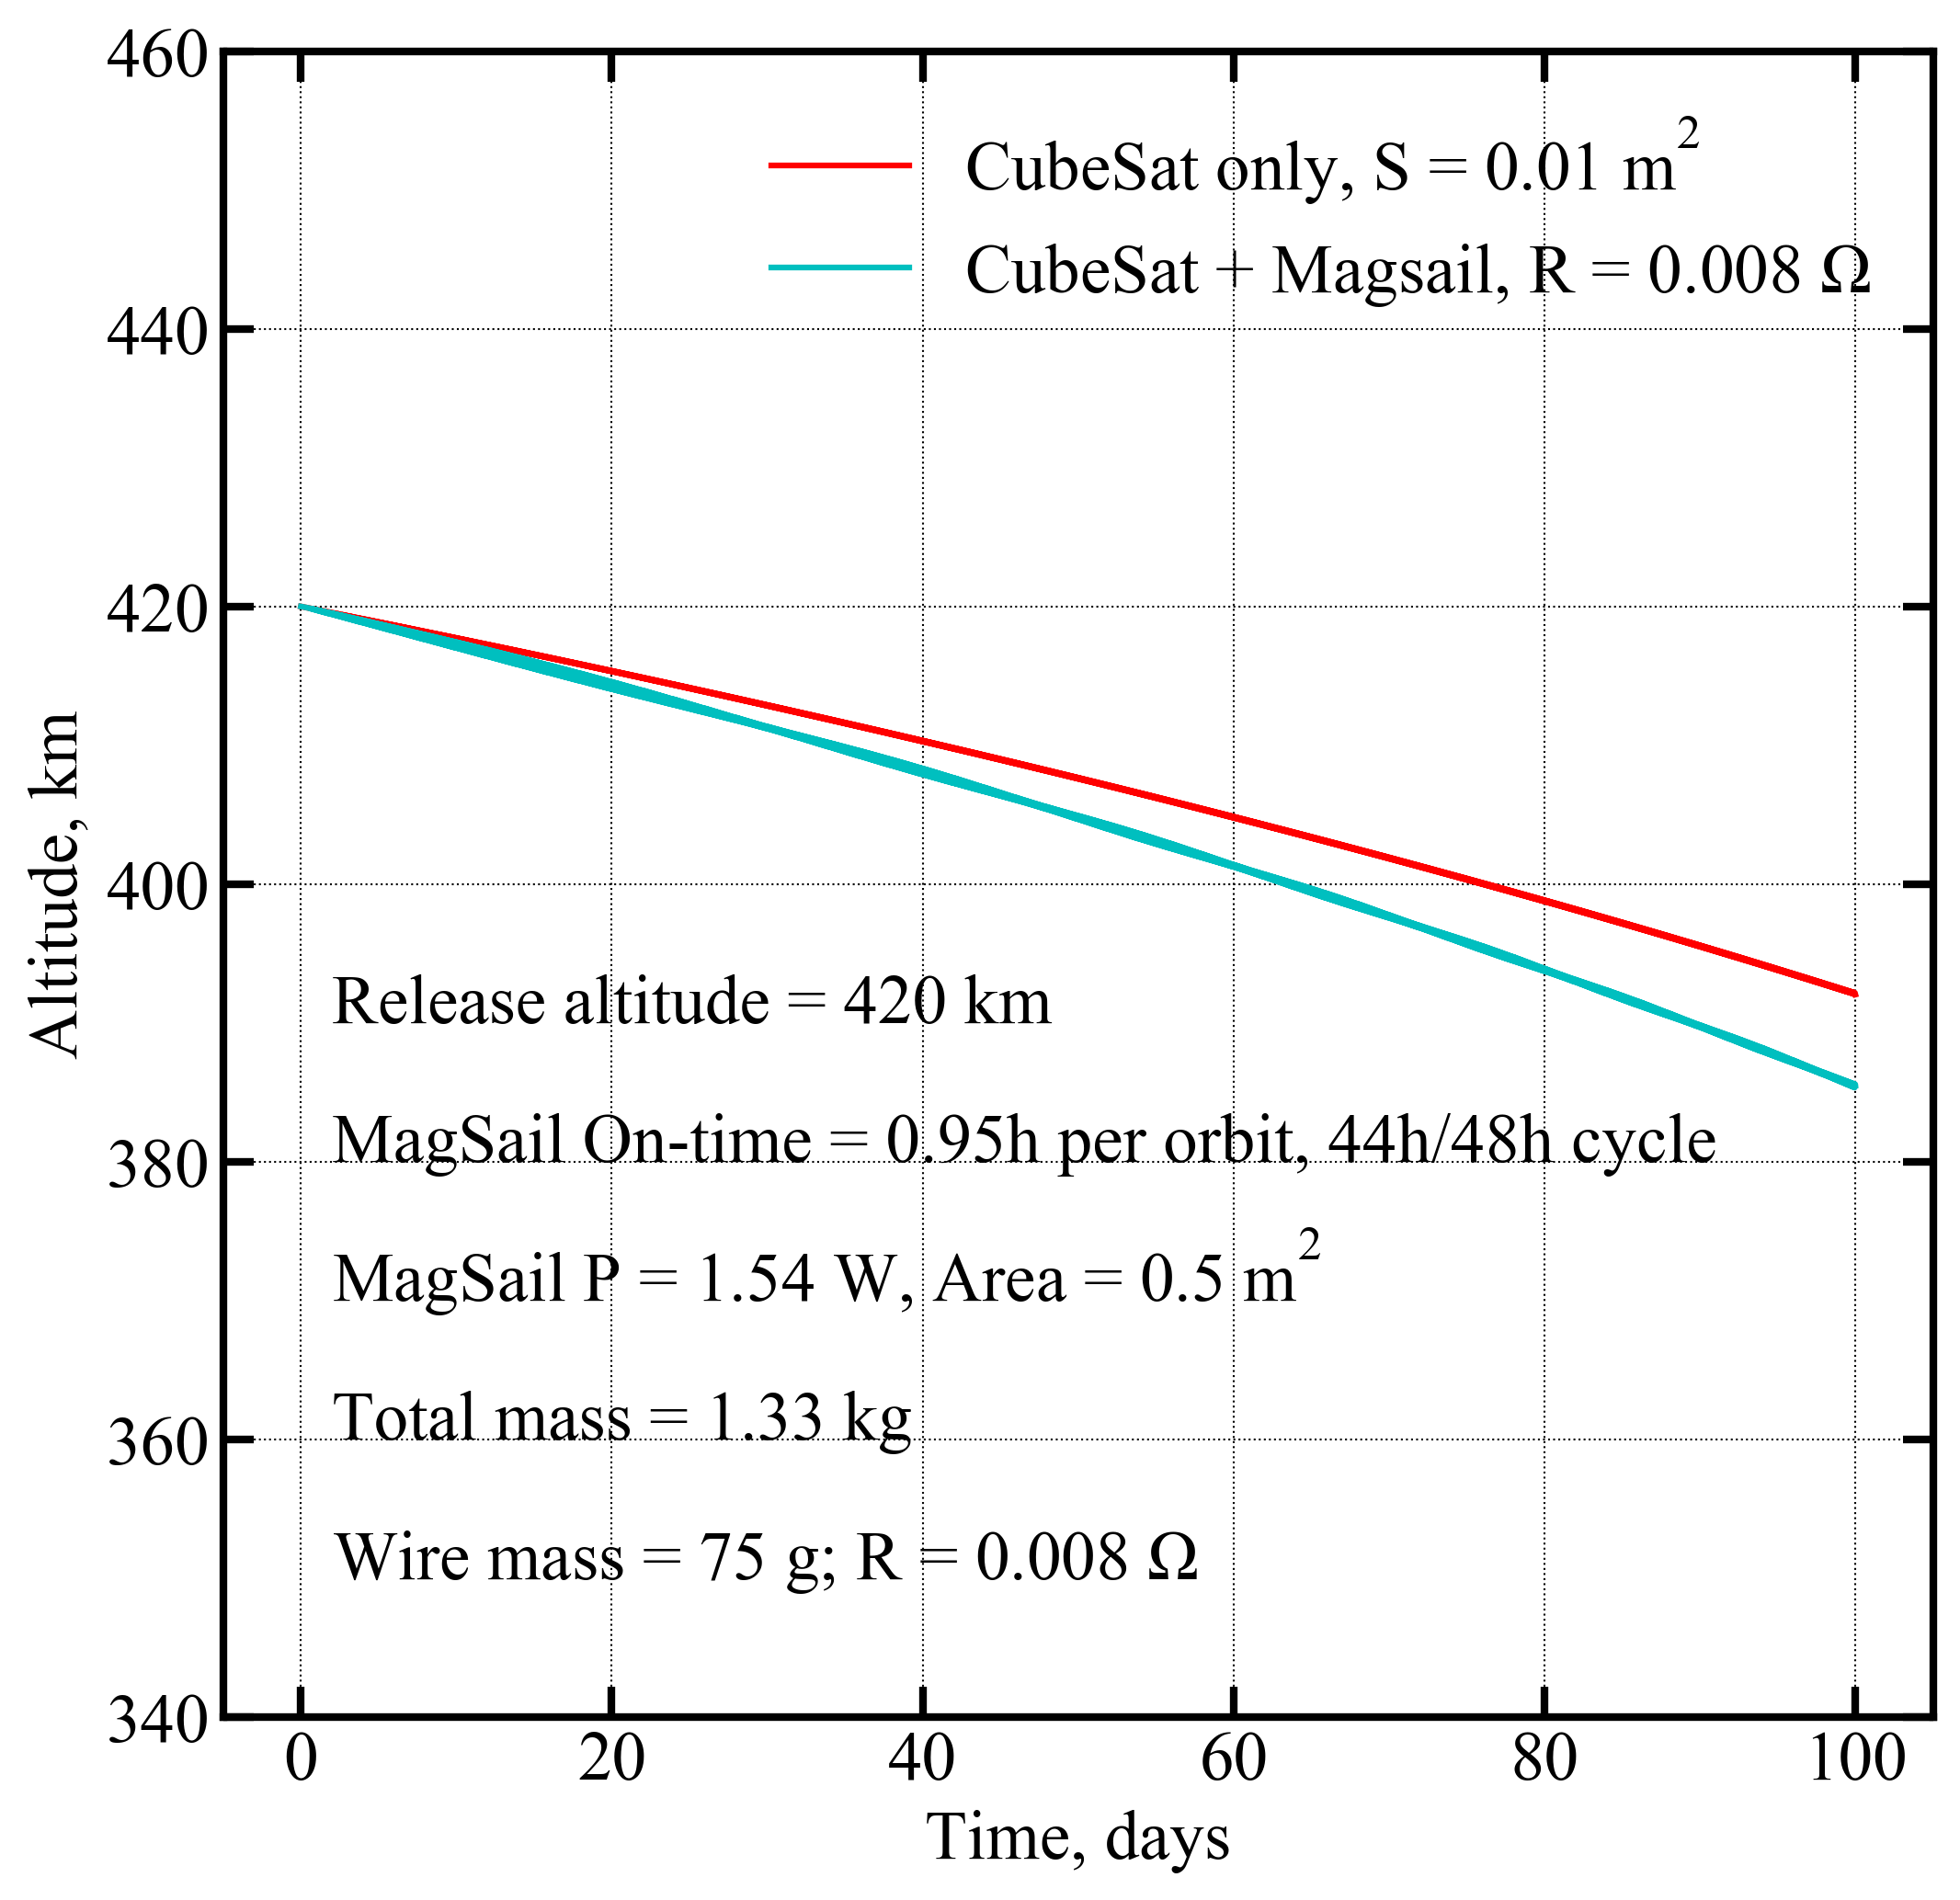 460
440
420
400
380
360
340
0 20 40 60 80 100
Time, days
Altitude, km
CubeSat only, S = 0.01 m²
CubeSat + Magsail, R = 0.008 Ω
Release altitude = 420 km
MagSail On-time = 0.95h per orbit, 44h/48h cycle
MagSail P = 1.54 W, Area = 0.5 m²
Total mass = 1.33 kg
Wire mass = 75 g; R = 0.008 Ω